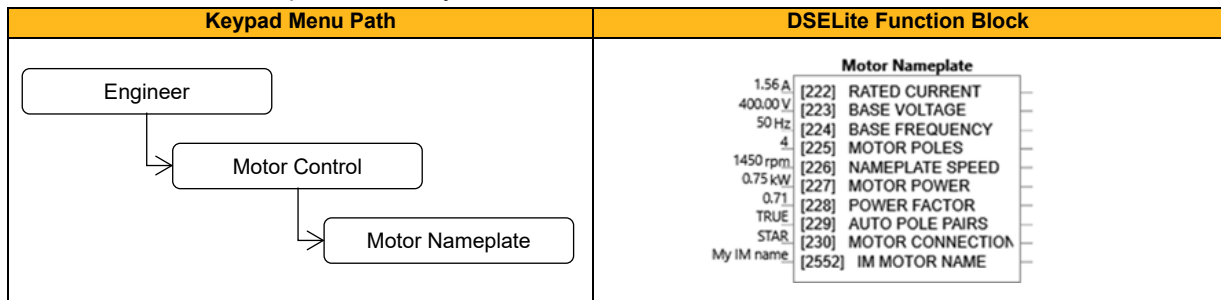 Keypad Menu Path
DSELite Function Block
Engineer
Motor Control
Motor Nameplate
Motor Nameplate
1.56 A [222] RATED CURRENT
400.00 V [223] BASE VOLTAGE
50 Hz [224] BASE FREQUENCY
4 [225] MOTOR POLES
1450 rpm [226] NAMEPLATE SPEED
0.75 kW [227] MOTOR POWER
0.71 [228] POWER FACTOR
TRUE [229] AUTO POLE PAIRS
STAR [230] MOTOR CONNECTION
My IM name [2552] IM MOTOR NAME